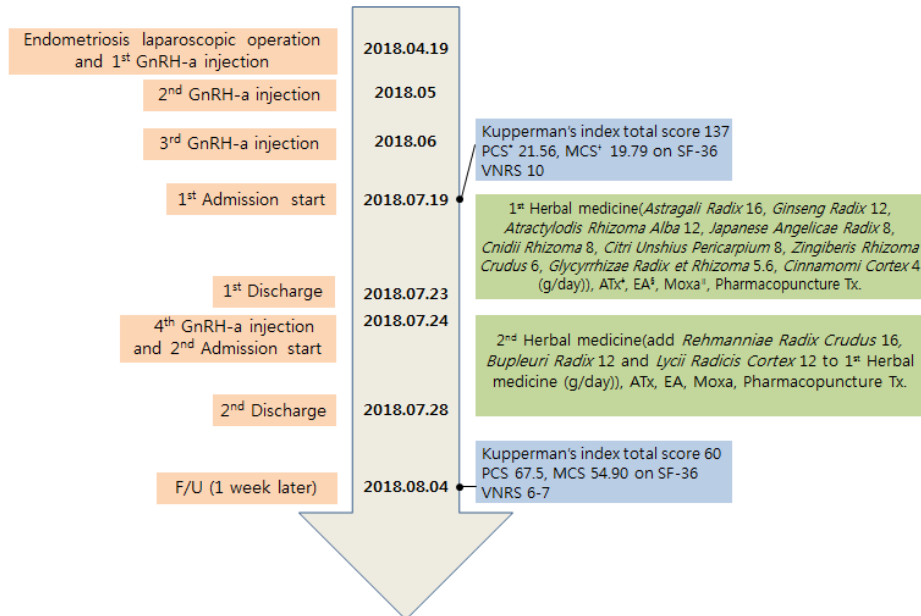 Endometriosis laparoscopic operation
and 1st GnRH-a injection
2018.04.19
2nd GnRH-a injection
2018.05
3rd GnRH-a injection
2018.06
Kupperman's index total score 137
PCS* 21.56, MCS† 19.79 on SF-36
VNRS 10
1st Admission start
2018.07.19
1st Herbal medicine(Astragali Radix 16, Ginseng Radix 12,
Atractylodis Rhizoma Alba 12, Japanese Angelicae Radix 8,
Cnidii Rhizoma 8, Citri Unshius Pericarpium 8, Zingiberis Rhizoma
Crudus 6, Glycyrrhizae Radix et Rhizoma 5.6, Cinnamomi Cortex 4
(g/day)), ATx‡, EA§, Moxa∥, Pharmacopuncture Tx.
1st Discharge
2018.07.23
4th GnRH-a injection
and 2nd Admission start
2018.07.24
2nd Herbal medicine(add Rehmanniae Radix Crudus 16,
Bupleuri Radix 12 and Lycii Radicis Cortex 12 to 1st Herbal
medicine (g/day)), ATx, EA, Moxa, Pharmacopuncture Tx.
2nd Discharge
2018.07.28
Kupperman's index total score 60
PCS 67.5, MCS 54.90 on SF-36
VNRS 6-7
F/U (1 week later)
2018.08.04